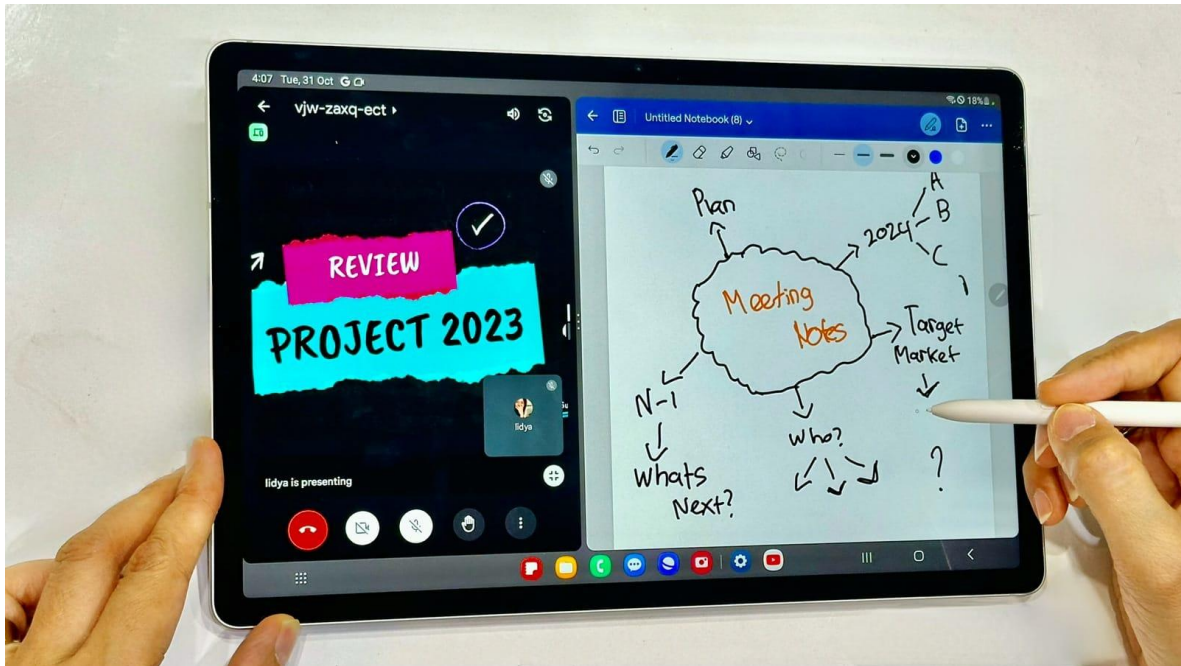 4:07 Tue, 31 Oct G
18%
vjw-zaxq-ect
REVIEW
PROJECT 2023
lidya
lidya is presenting
Untitled Notebook (8)
Plan
2024
A
B
C
Meeting
Notes
Target
Market
?
N-1
Whats
Next?
Who?